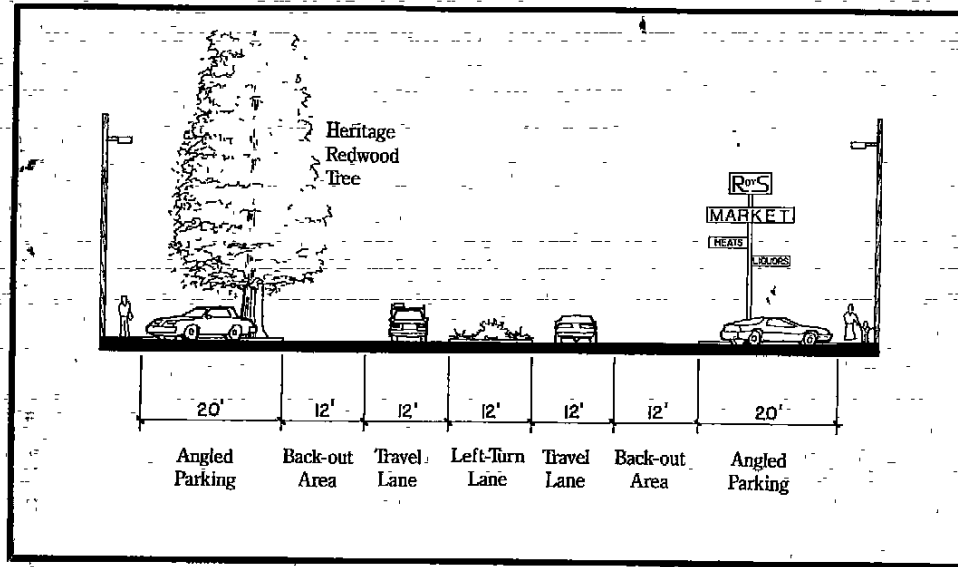 Heritage
Redwood
Tree
ROY'S
MARKET
MEATS
LIQUORS
20' 12' 12' 12' 12' 12' 20'
Angled Back-out Travel Left-Turn Travel Back-out Angled
Parking Area Lane Lane Lane Area Parking